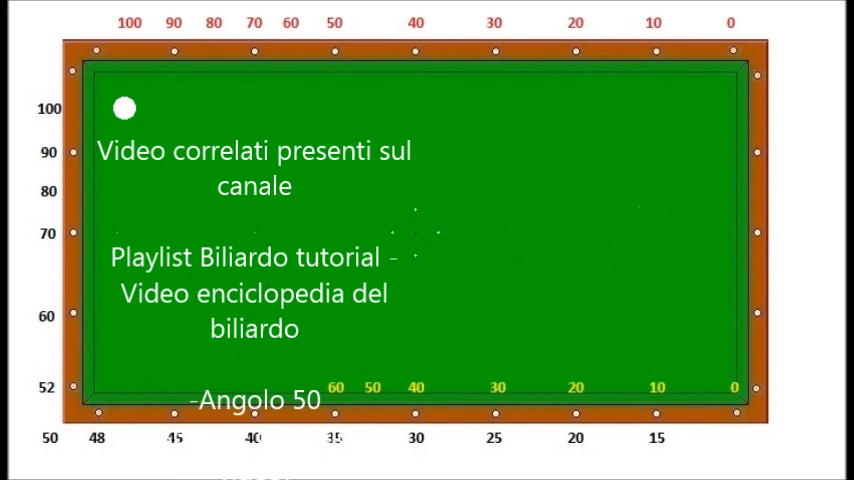 100 90 80 70 60 50 40 30 20 10 0
100
Video correlati presenti sul
90
canale
80
70
Playlist Biliardo tutorial -
Video enciclopedia del
60
biliardo
52
60 50 40 30 20 10 0
-Angolo 50
50 48 45 40 35 30 25 20 15